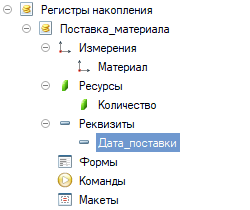 Регистры накопления
Поставка_материала
Измерения
Материал
Ресурсы
Количество
Реквизиты
Дата_поставки
Формы
Команды
Макеты